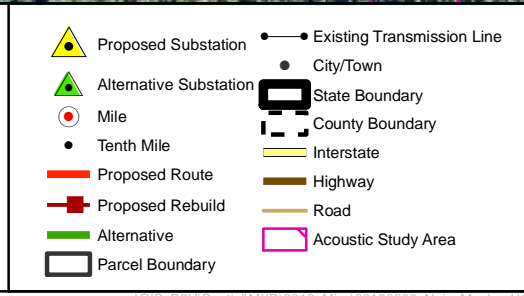 Proposed Substation
Alternative Substation
Mile
Tenth Mile
Proposed Route
Proposed Rebuild
Alternative
Parcel Boundary
Existing Transmission Line
City/Town
State Boundary
County Boundary
Interstate
Highway
Road
Acoustic Study Area